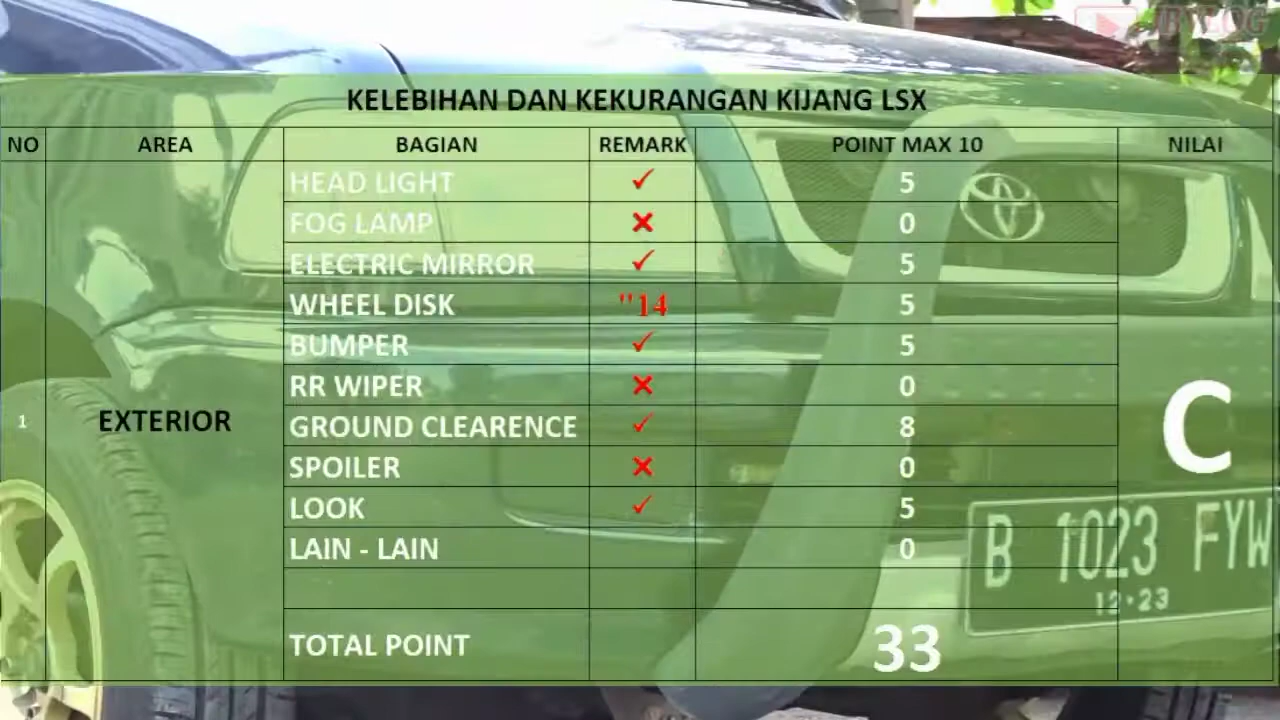 JB VLOG
KELEBIHAN DAN KEKURANGAN KIJANG LSX
NO AREA BAGIAN REMARK POINT MAX 10 NILAI
HEAD LIGHT ✓ 5
FOG LAMP ✗ 0
ELECTRIC MIRROR ✓ 5
WHEEL DISK "14 5
BUMPER ✓ 5
RR WIPER ✗ 0
1 EXTERIOR GROUND CLEARENCE ✓ 8 C
SPOILER ✗ 0
LOOK ✓ 5
LAIN - LAIN 0
TOTAL POINT 33
B 1023 FYW
12·23